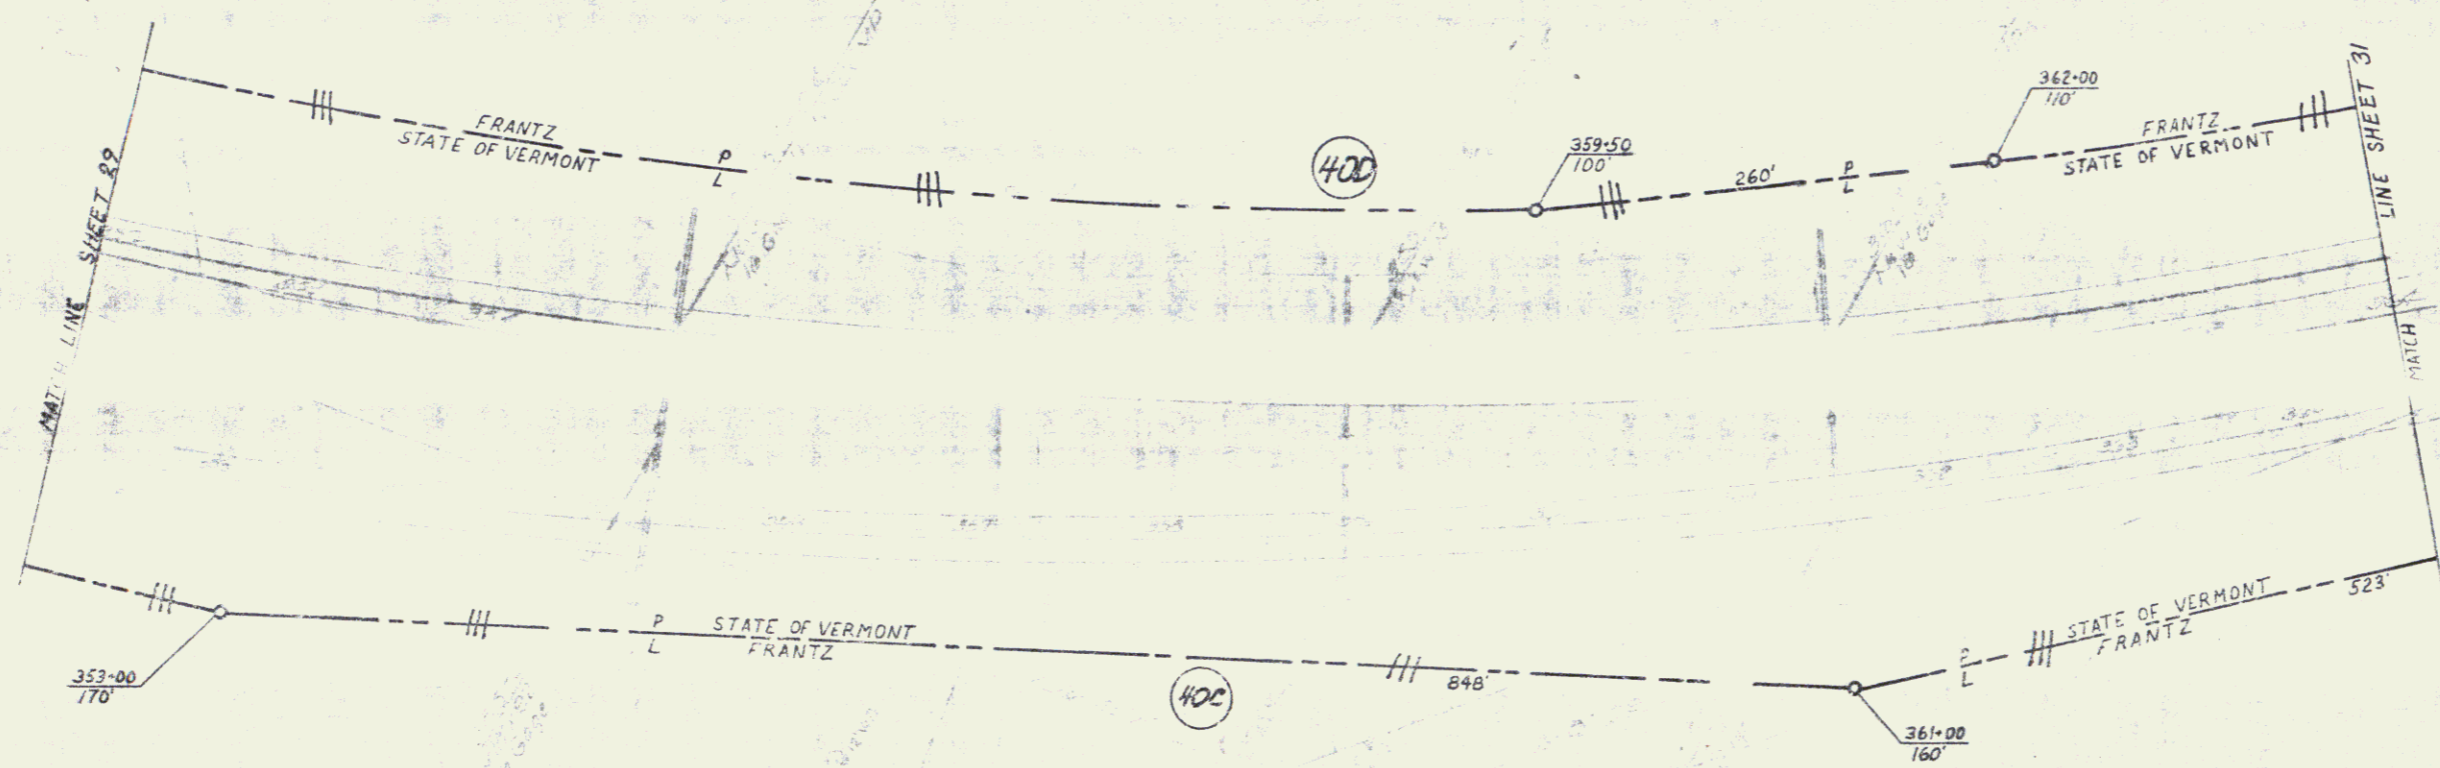 MATCH LINE SHEET 29
FRANTZ
STATE OF VERMONT
P
L
40D
359+50
100'
260'
P
L
362+00
110'
FRANTZ
STATE OF VERMONT
MATCH LINE SHEET 31
353+00
170'
P
L
STATE OF VERMONT
FRANTZ
40C
848'
P
L
361+00
160'
STATE OF VERMONT
FRANTZ
523'